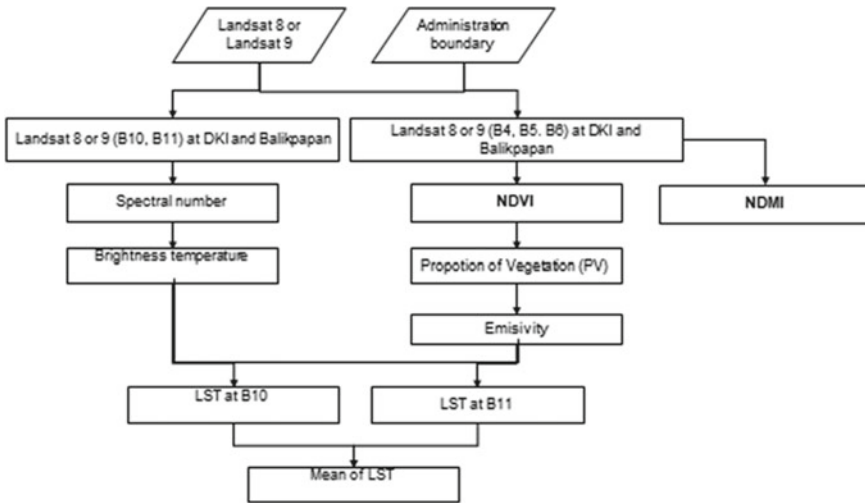 Landsat 8 or
Landsat 9
Administration
boundary
Landsat 8 or 9 (B10, B11) at DKI and Balikpapan
Landsat 8 or 9 (B4, B5. B6) at DKI and
Balikpapan
Spectral number
NDVI
NDMI
Brightness temperature
Propotion of Vegetation (PV)
Emisivity
LST at B10
LST at B11
Mean of LST